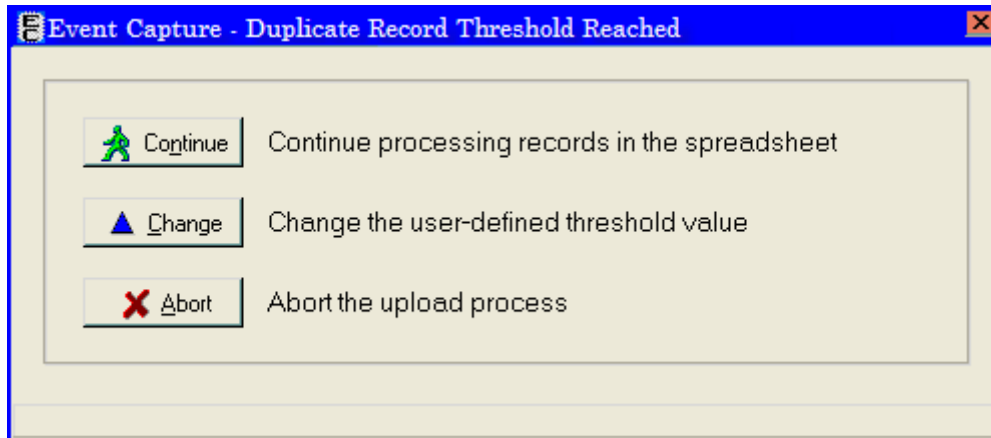 EC Event Capture - Duplicate Record Threshold Reached
Continue Continue processing records in the spreadsheet
Change Change the user-defined threshold value
Abort Abort the upload process